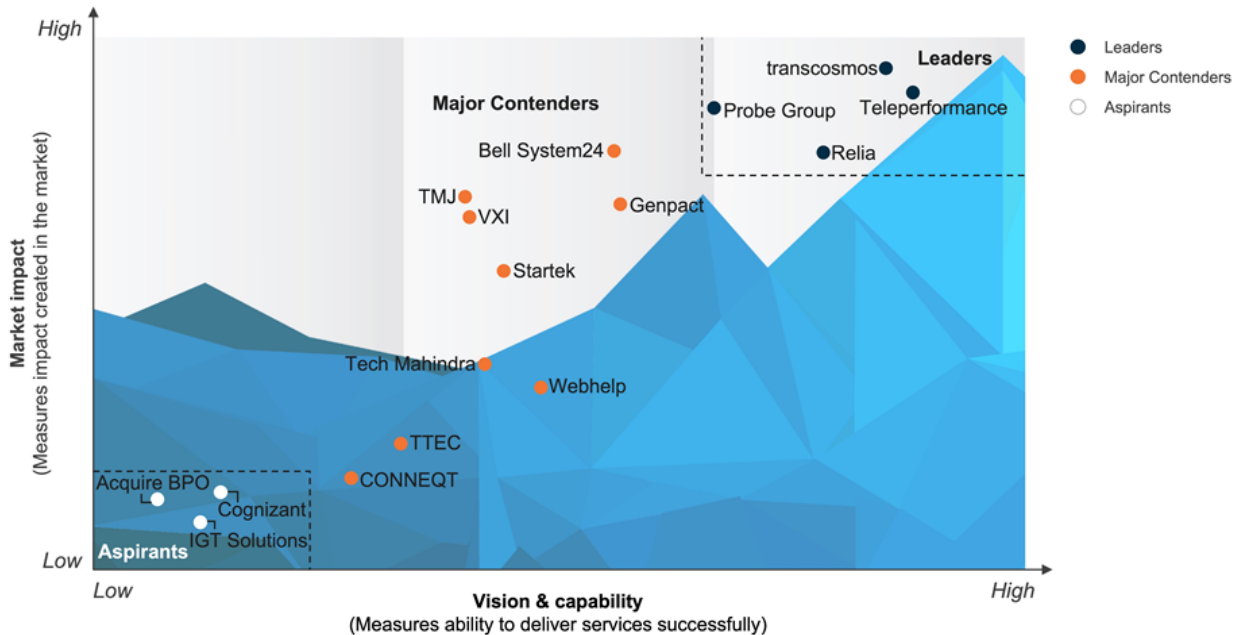 High
Leaders
Major Contenders
Aspirants
Leaders
transcosmos
Teleperformance
Probe Group
Relia
Major Contenders
Bell System24
TMJ
VXI
Genpact
Startek
Tech Mahindra
Webhelp
TTEC
CONNEQT
Acquire BPO
Cognizant
IGT Solutions
Aspirants
Market impact
(Measures impact created in the market)
Low
Low
High
Vision & capability
(Measures ability to deliver services successfully)